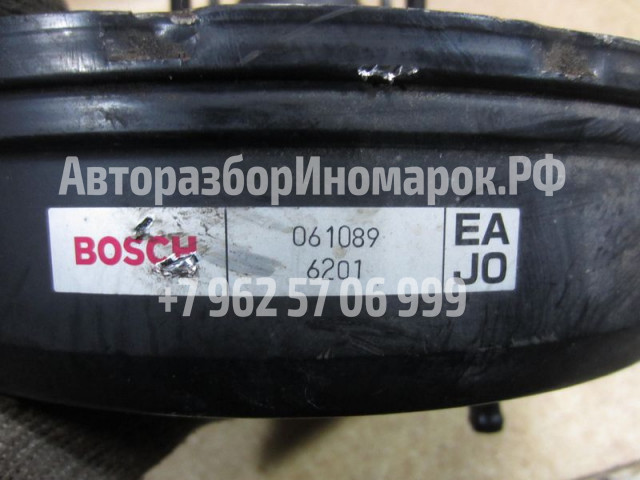 АвторазборИномарок.РФ
BOSCH 061089 EA
6201 JO
+7 962 57 06 999